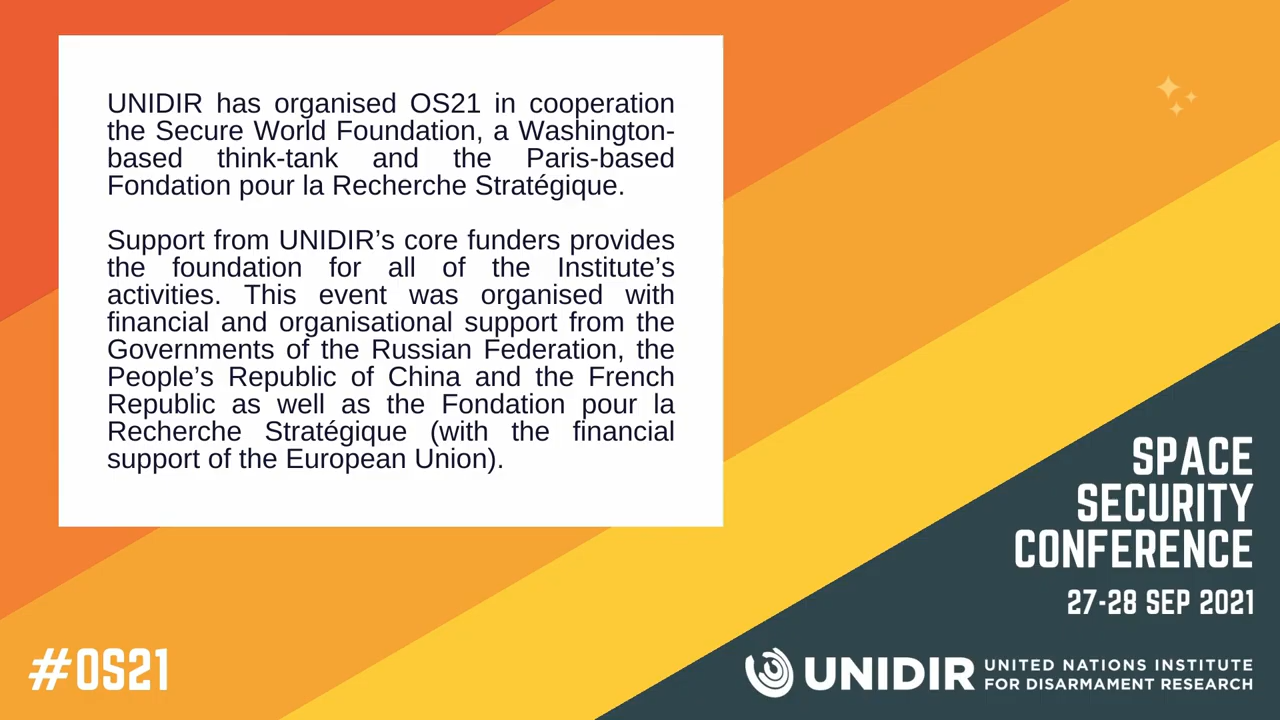 UNIDIR has organised OS21 in cooperation
the Secure World Foundation, a Washington-
based think-tank and the Paris-based
Fondation pour la Recherche Stratégique.
Support from UNIDIR’s core funders provides
the foundation for all of the Institute’s
activities. This event was organised with
financial and organisational support from the
Governments of the Russian Federation, the
People’s Republic of China and the French
Republic as well as the Fondation pour la
Recherche Stratégique (with the financial
support of the European Union).
SPACE
SECURITY
CONFERENCE
27-28 SEP 2021
#OS21
UNIDIR
UNITED NATIONS INSTITUTE
FOR DISARMAMENT RESEARCH